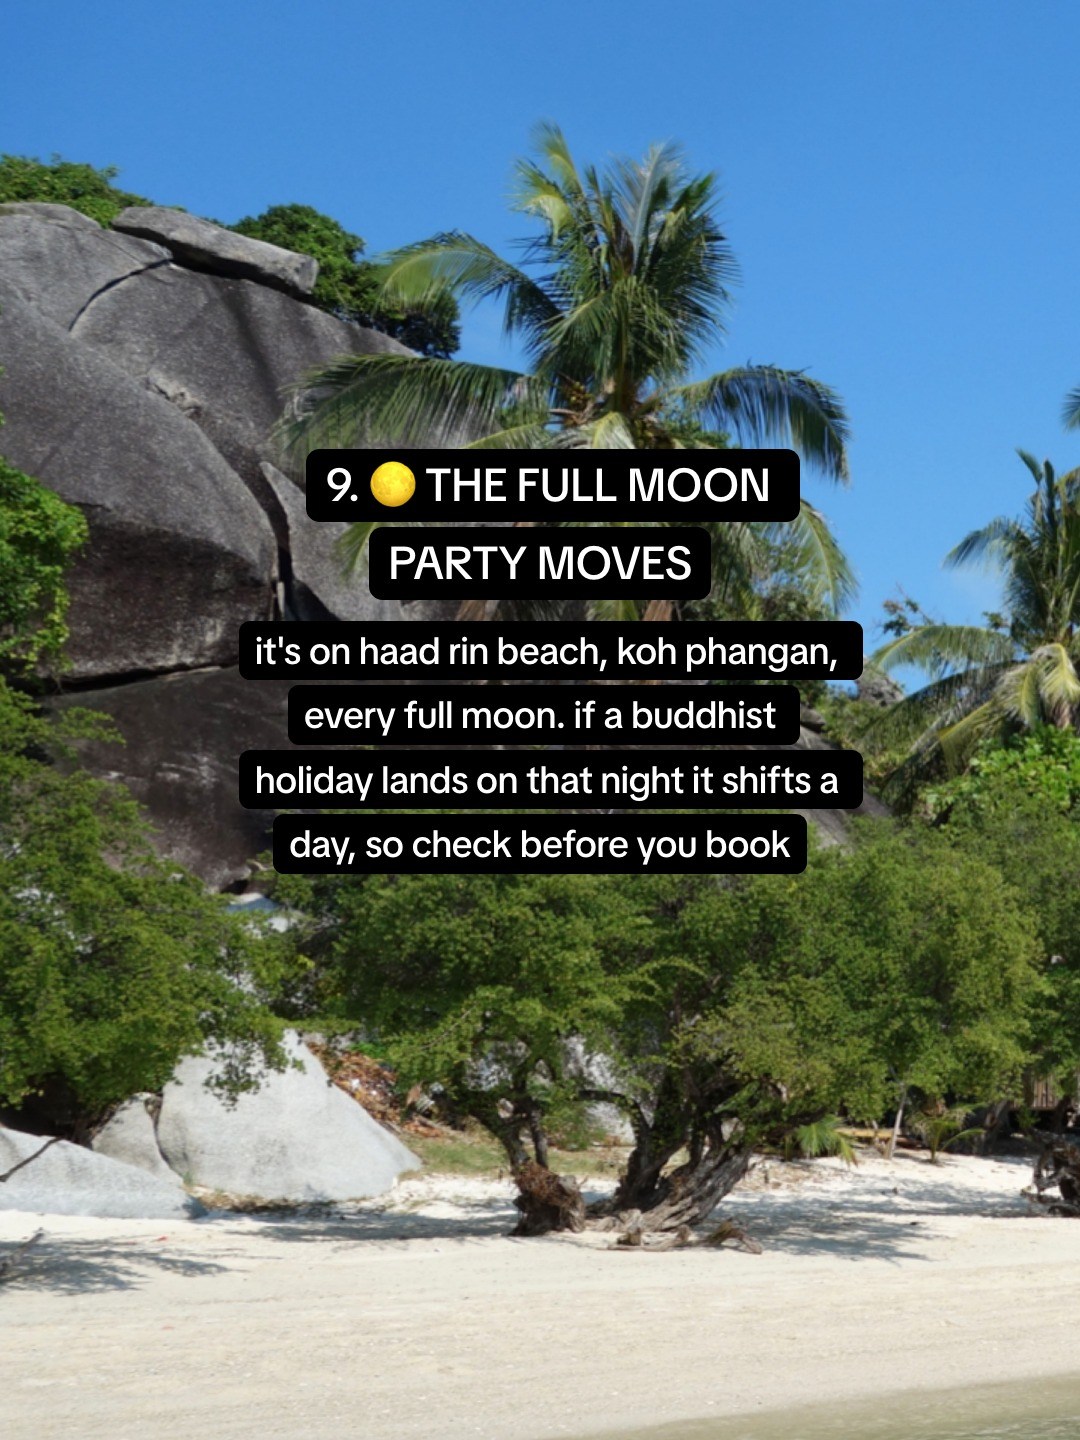 9. 🌕 THE FULL MOON
PARTY MOVES
it's on haad rin beach, koh phangan,
every full moon. if a buddhist
holiday lands on that night it shifts a
day, so check before you book